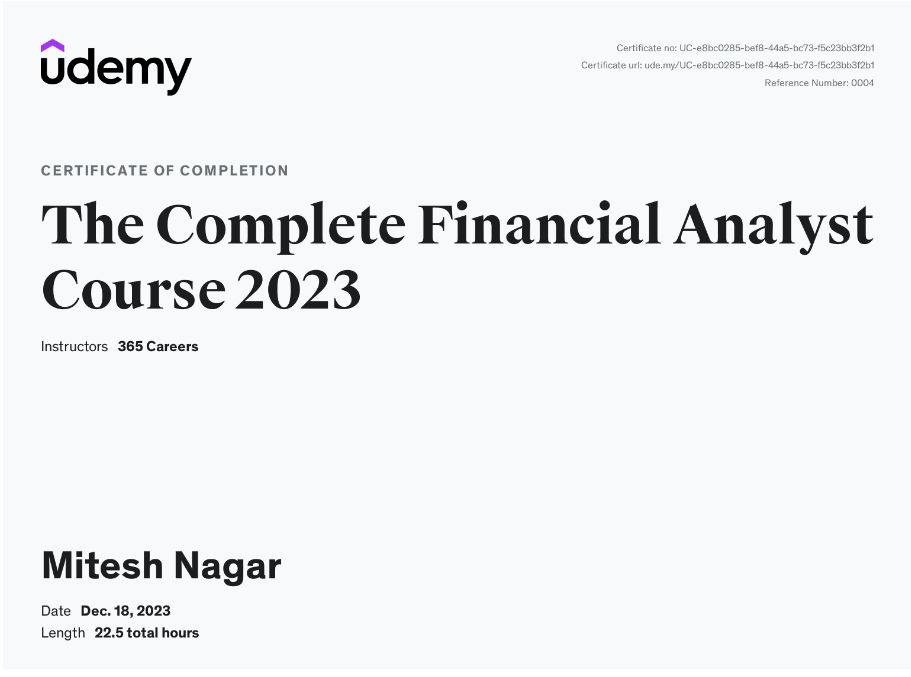 udemy
Certificate no: UC-e8bc0285-bef8-44a5-bc73-f5c23bb3f2b1
Certificate url: ude.my/UC-e8bc0285-bef8-44a5-bc73-f5c23bb3f2b1
Reference Number: 0004
CERTIFICATE OF COMPLETION
The Complete Financial Analyst
Course 2023
Instructors 365 Careers
Mitesh Nagar
Date Dec. 18, 2023
Length 22.5 total hours